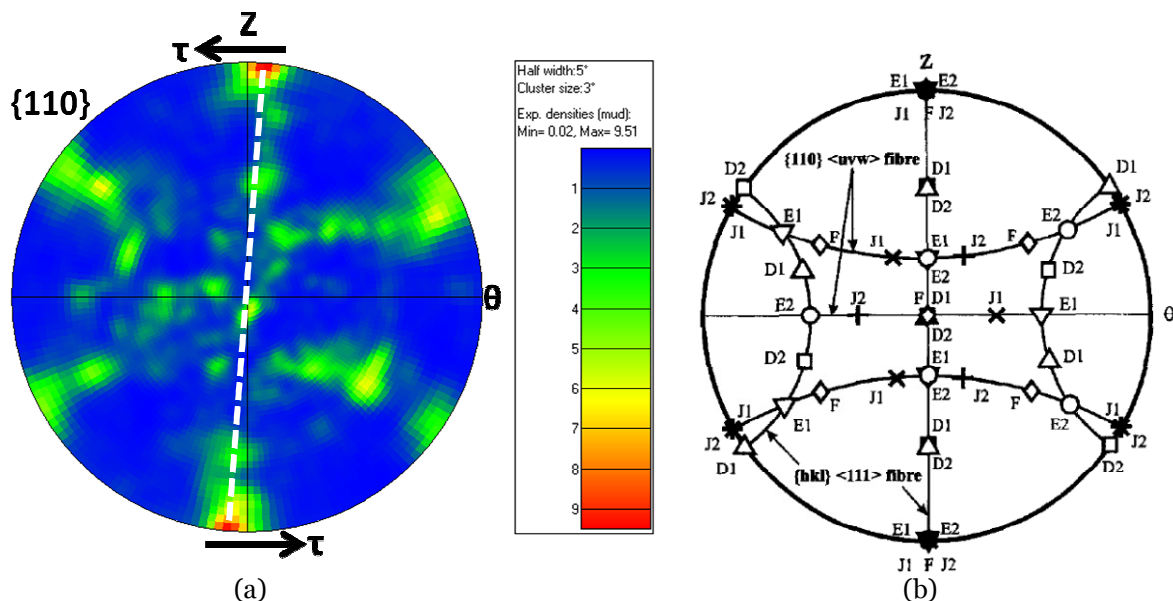 τ Z
{110}
θ
τ
(a)
Half width:5°
Cluster size:3°
Exp. densities (mud):
Min= 0.02, Max= 9.51
1
2
3
4
5
6
7
8
9
Z
E1 E2
J1 F J2
{110} <uvw> fibre
D2 D1 D1
J2 D2 J2
J1 E1 F J1 E1 J2 F E2 J1
E2
D1 D2
E2 J2 F D1 J1 E1 θ
D2
D2 E1 D1
J1 E1 F J1 E2 J2 F E2 J1
J2 D1 J2
D1 D2 D2
{hkl} <111> fibre
E1 E2
J1 F J2
(b)